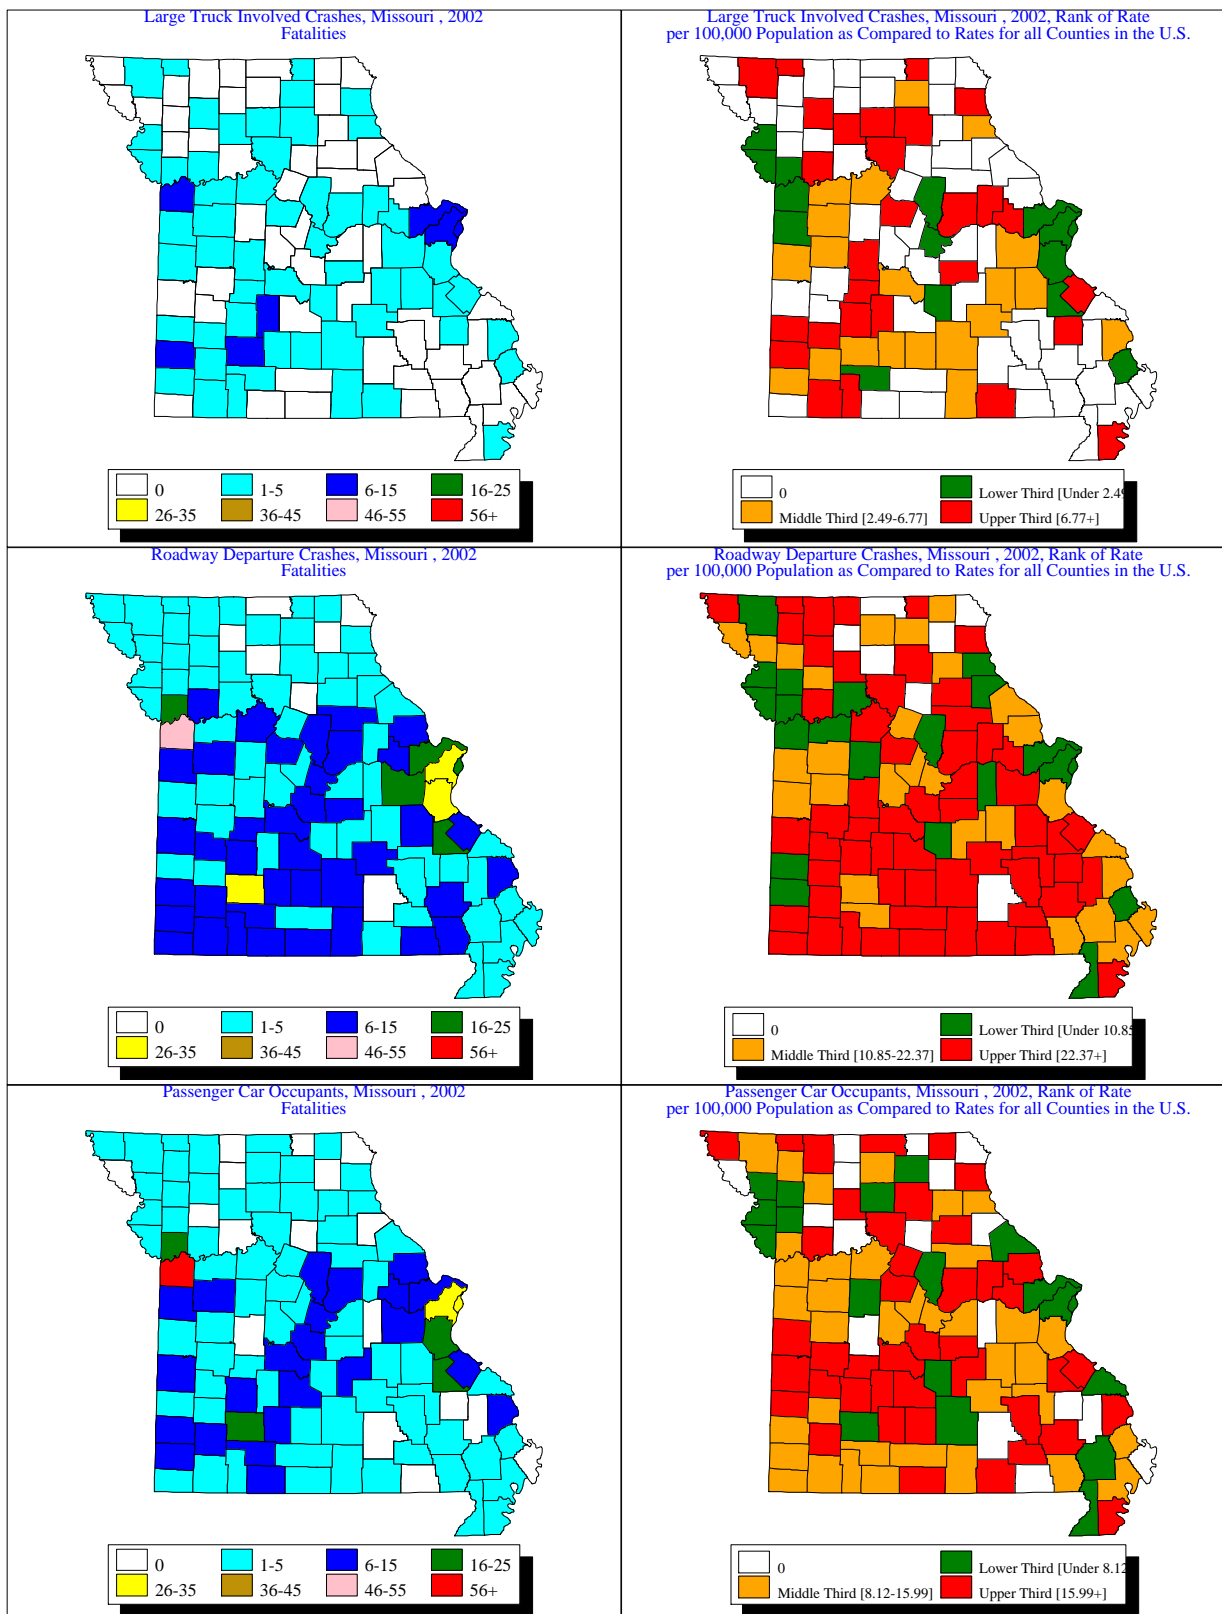 Large Truck Involved Crashes, Missouri , 2002
Fatalities
0
1-5
6-15
16-25
26-35
36-45
46-55
56+
Large Truck Involved Crashes, Missouri , 2002, Rank of Rate
per 100,000 Population as Compared to Rates for all Counties in the U.S.
0
Lower Third [Under 2.49
Middle Third [2.49-6.77]
Upper Third [6.77+]
Roadway Departure Crashes, Missouri , 2002
Fatalities
0
1-5
6-15
16-25
26-35
36-45
46-55
56+
Roadway Departure Crashes, Missouri , 2002, Rank of Rate
per 100,000 Population as Compared to Rates for all Counties in the U.S.
0
Lower Third [Under 10.85
Middle Third [10.85-22.37]
Upper Third [22.37+]
Passenger Car Occupants, Missouri , 2002
Fatalities
0
1-5
6-15
16-25
26-35
36-45
46-55
56+
Passenger Car Occupants, Missouri , 2002, Rank of Rate
per 100,000 Population as Compared to Rates for all Counties in the U.S.
0
Lower Third [Under 8.12
Middle Third [8.12-15.99]
Upper Third [15.99+]